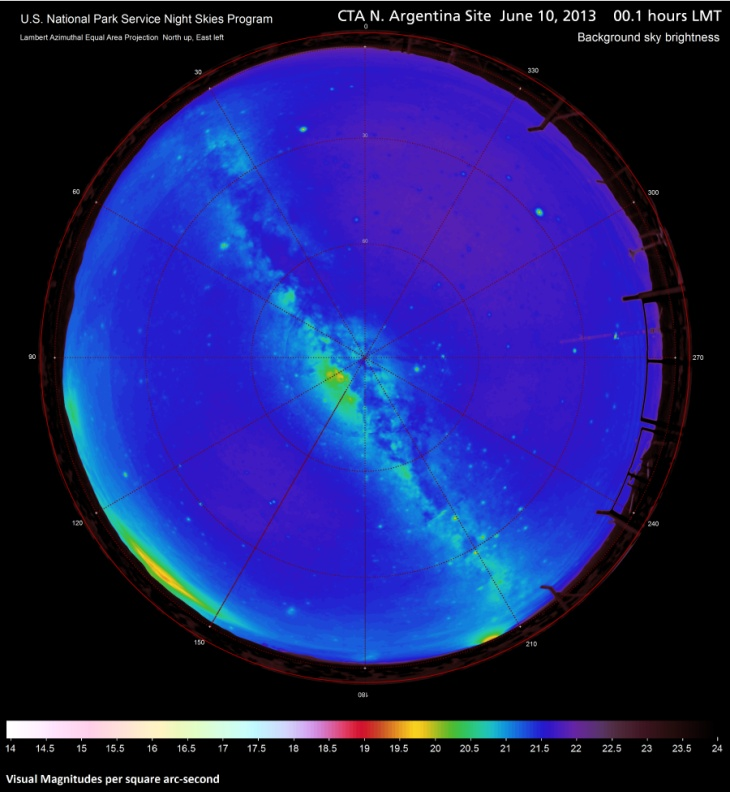 U.S. National Park Service Night Skies Program
CTA N. Argentina Site June 10, 2013 00.1 hours LMT
Lambert Azimuthal Equal Area Projection North up, East left
Background sky brightness
0
30
330
30
60
300
60
90
270
120
240
150
210
180
14 14.5 15 15.5 16 16.5 17 17.5 18 18.5 19 19.5 20 20.5 21 21.5 22 22.5 23 23.5 24
Visual Magnitudes per square arc-second